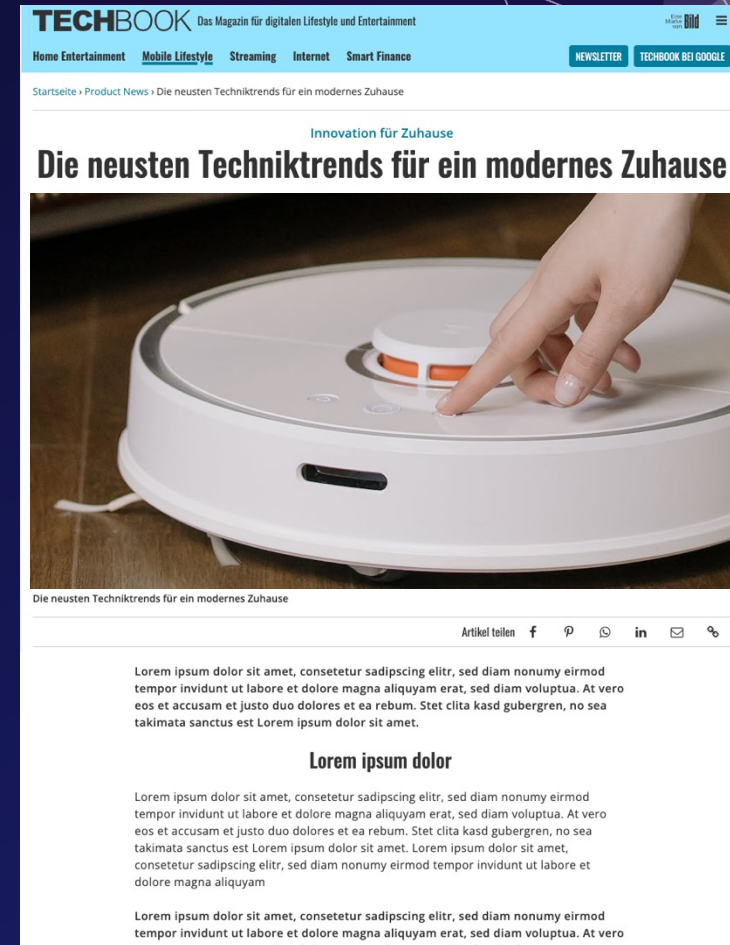 TECHBOOK Das Magazin für digitalen Lifestyle und Entertainment
Eine Marke von Bild
Home Entertainment Mobile Lifestyle Streaming Internet Smart Finance NEWSLETTER TECHBOOK BEI GOOGLE
Startseite › Product News › Die neusten Techniktrends für ein modernes Zuhause
Innovation für Zuhause
Die neusten Techniktrends für ein modernes Zuhause
Die neusten Techniktrends für ein modernes Zuhause
Artikel teilen
Lorem ipsum dolor sit amet, consetetur sadipscing elitr, sed diam nonumy eirmod
tempor invidunt ut labore et dolore magna aliquyam erat, sed diam voluptua. At vero
eos et accusam et justo duo dolores et ea rebum. Stet clita kasd gubergren, no sea
takimata sanctus est Lorem ipsum dolor sit amet.
Lorem ipsum dolor
Lorem ipsum dolor sit amet, consetetur sadipscing elitr, sed diam nonumy eirmod
tempor invidunt ut labore et dolore magna aliquyam erat, sed diam voluptua. At vero
eos et accusam et justo duo dolores et ea rebum. Stet clita kasd gubergren, no sea
takimata sanctus est Lorem ipsum dolor sit amet. Lorem ipsum dolor sit amet,
consetetur sadipscing elitr, sed diam nonumy eirmod tempor invidunt ut labore et
dolore magna aliquyam
Lorem ipsum dolor sit amet, consetetur sadipscing elitr, sed diam nonumy eirmod
tempor invidunt ut labore et dolore magna aliquyam erat, sed diam voluptua. At vero